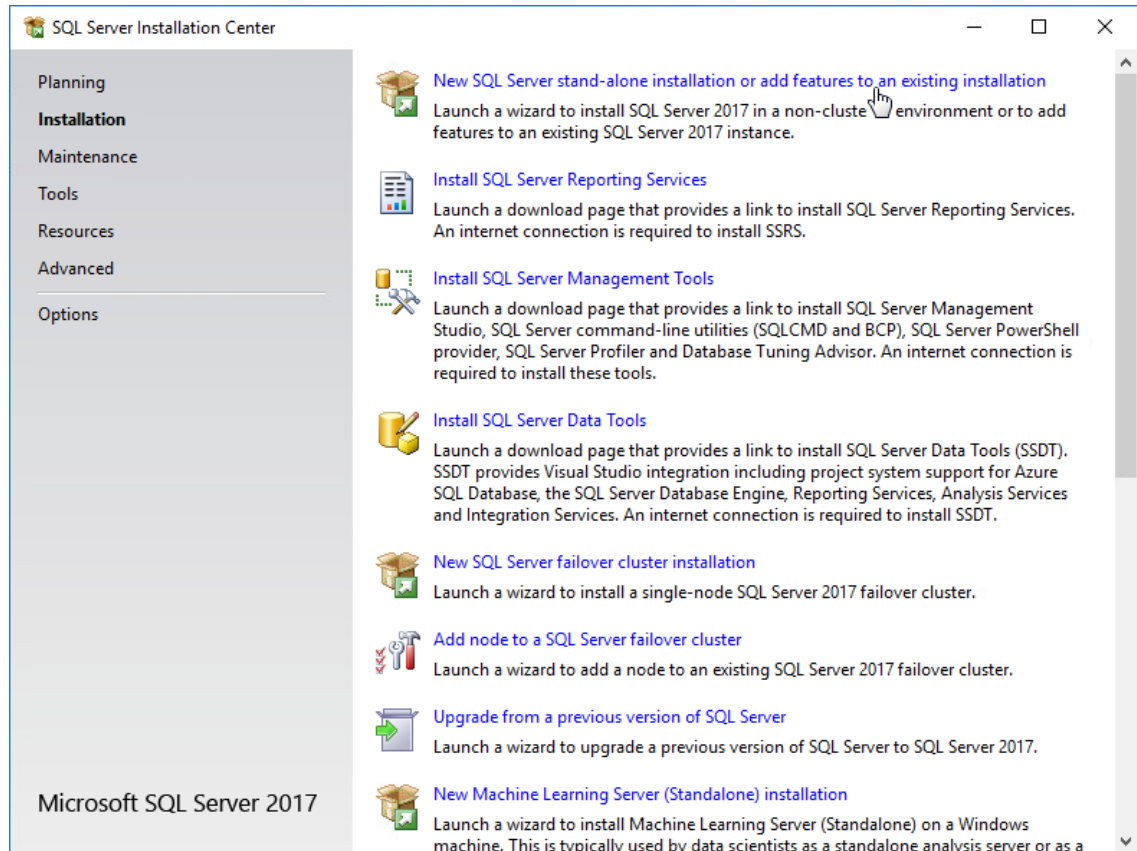 SQL Server Installation Center
Planning
Installation
Maintenance
Tools
Resources
Advanced
Options
Microsoft SQL Server 2017
New SQL Server stand-alone installation or add features to an existing installation
Launch a wizard to install SQL Server 2017 in a non-cluste environment or to add
features to an existing SQL Server 2017 instance.
Install SQL Server Reporting Services
Launch a download page that provides a link to install SQL Server Reporting Services.
An internet connection is required to install SSRS.
Install SQL Server Management Tools
Launch a download page that provides a link to install SQL Server Management
Studio, SQL Server command-line utilities (SQLCMD and BCP), SQL Server PowerShell
provider, SQL Server Profiler and Database Tuning Advisor. An internet connection is
required to install these tools.
Install SQL Server Data Tools
Launch a download page that provides a link to install SQL Server Data Tools (SSDT).
SSDT provides Visual Studio integration including project system support for Azure
SQL Database, the SQL Server Database Engine, Reporting Services, Analysis Services
and Integration Services. An internet connection is required to install SSDT.
New SQL Server failover cluster installation
Launch a wizard to install a single-node SQL Server 2017 failover cluster.
Add node to a SQL Server failover cluster
Launch a wizard to add a node to an existing SQL Server 2017 failover cluster.
Upgrade from a previous version of SQL Server
Launch a wizard to upgrade a previous version of SQL Server to SQL Server 2017.
New Machine Learning Server (Standalone) installation
Launch a wizard to install Machine Learning Server (Standalone) on a Windows
machine. This is typically used by data scientists as a standalone analysis server or as a